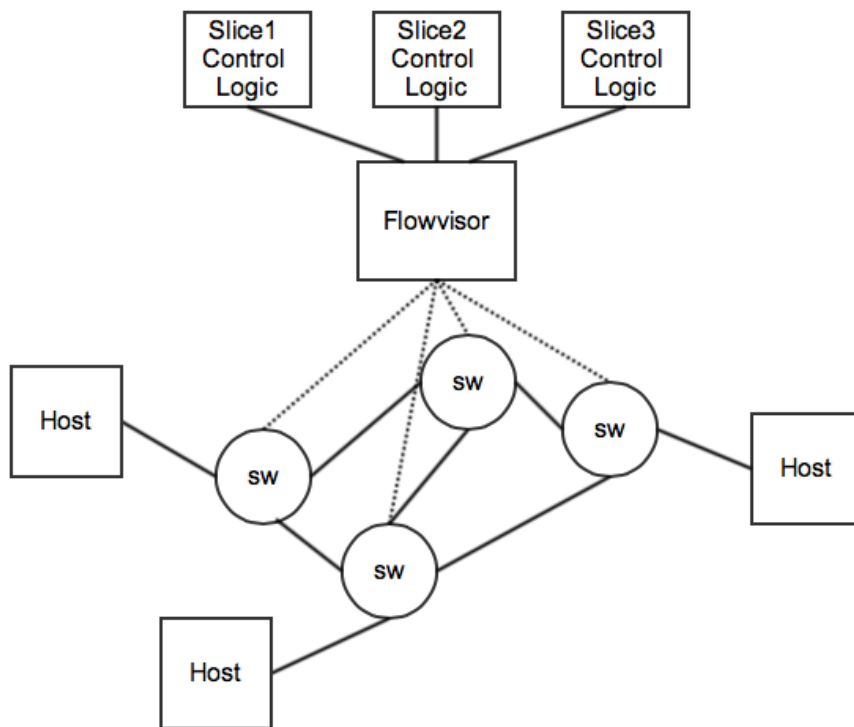 Slice1
Control
Logic
Slice2
Control
Logic
Slice3
Control
Logic
Flowvisor
sw
Host
sw
sw
Host
sw
Host